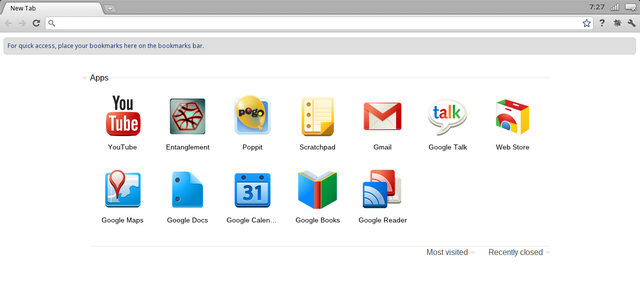 New Tab
7:27
For quick access, place your bookmarks here on the bookmarks bar.
Apps
You
Tube
pogo
talk
YouTube
Entanglement
Poppit
Scratchpad
Gmail
Google Talk
Web Store
31
Google Maps
Google Docs
Google Calen...
Google Books
Google Reader
Most visited
Recently closed